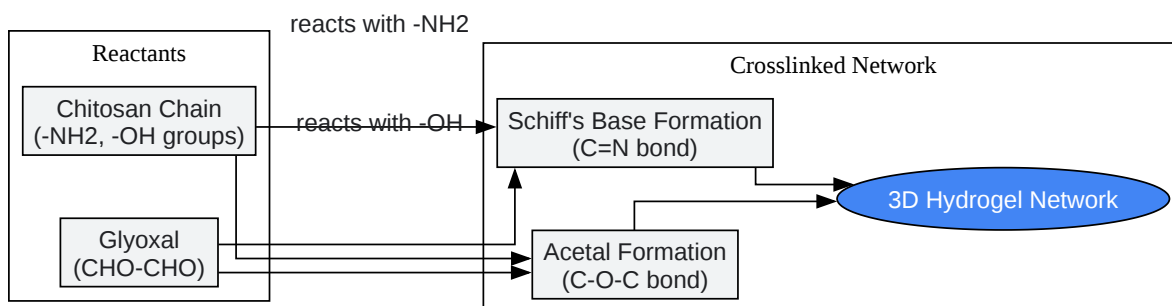 reacts with -NH2
Reactants
Crosslinked Network
Chitosan Chain
(-NH2, -OH groups)
reacts with -OH
Schiff's Base Formation
(C=N bond)
3D Hydrogel Network
Glyoxal
(CHO-CHO)
Acetal Formation
(C-O-C bond)